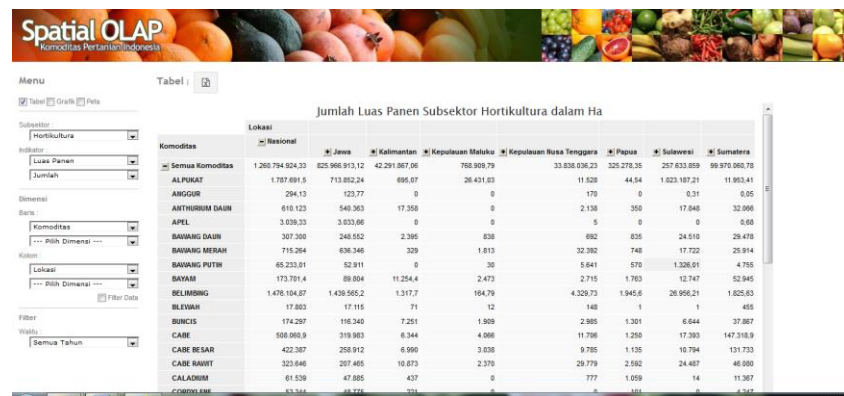 Spatial OLAP
Komoditas Pertanian Indonesia
Menu
Tabel Grafik Peta
Subsektor :
Hortikultura
Indikator :
Luas Panen
Jumlah
Dimensi
Baris :
Komoditas
--- Pilih Dimensi ---
Kolom :
Lokasi
--- Pilih Dimensi ---
Filter Data
Filter
Waktu :
Semua Tahun
Tabel |
Jumlah Luas Panen Subsektor Hortikultura dalam Ha
Lokasi
Komoditas Nasional Jawa Kalimantan Kepulauan Maluku Kepulauan Nusa Tenggara Papua Sulawesi Sumatera
Semua Komoditas 1.260.794.924,33 825.966.913,12 42.291.867,06 768.909,79 33.838.036,23 325.278,35 257.633.859 99.970.060,78
ALPUKAT 1.787.691,5 713.852,24 695,07 26.431,03 11.528 44,54 1.023.187,21 11.953,41
ANGGUR 294,13 123,77 0 0 170 0 0,31 0,05
ANTHURIUM DAUN 610.123 540.363 17.358 0 2.138 350 17.848 32.066
APEL 3.039,33 3.033,66 0 0 5 0 0 0,68
BAWANG DAUN 307.300 248.552 2.395 838 692 835 24.510 29.478
BAWANG MERAH 715.264 636.346 329 1.813 32.392 748 17.722 25.914
BAWANG PUTIH 65.233,01 52.911 0 30 5.641 570 1.326,01 4.755
BAYAM 173.701,4 89.804 11.254,4 2.473 2.715 1.763 12.747 52.945
BELIMBING 1.476.104,87 1.439.565,2 1.317,7 164,79 4.329,73 1.945,6 26.956,21 1.825,63
BLEWAH 17.803 17.115 71 12 148 1 1 455
BUNCIS 174.297 116.340 7.251 1.909 2.985 1.301 6.644 37.867
CABE 508.060,9 319.983 6.344 4.066 11.706 1.250 17.393 147.318,9
CABE BESAR 422.387 258.912 6.990 3.038 9.785 1.135 10.794 131.733
CABE RAWIT 323.646 207.465 10.873 2.370 29.779 2.592 24.487 46.080
CALADIUM 61.539 47.885 437 0 777 1.059 14 11.367